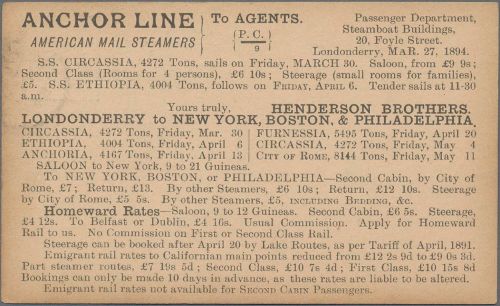 ANCHOR LINE
AMERICAN MAIL STEAMERS
To AGENTS.
(P.C.)
9
Passenger Department,
Steamboat Buildings,
20, Foyle Street.
Londonderry, MAR. 27, 1894.
S.S. CIRCASSIA, 4272 Tons, sails on Friday, MARCH 30. Saloon, from £9 9s;
Second Class (Rooms for 4 persons), £6 10s; Steerage (small rooms for families),
£5. S.S. ETHIOPIA, 4004 Tons, follows on FRIDAY, APRIL 6. Tender sails at 11-30
a.m.
Yours truly, HENDERSON BROTHERS.
LONDONDERRY to NEW YORK, BOSTON, & PHILADELPHIA.
CIRCASSIA, 4272 Tons, Friday, Mar. 30
ETHIOPIA, 4004 Tons, Friday, April 6
ANCHORIA, 4167 Tons, Friday, April 13
FURNESSIA, 5495 Tons, Friday, April 20
CIRCASSIA, 4272 Tons, Friday, May 4
CITY OF ROME, 8144 Tons, Friday, May 11
SALOON to New York, 9 to 21 Guineas.
To NEW YORK, BOSTON, or PHILADELPHIA—Second Cabin, by City of
Rome, £7; Return, £13. By other Steamers, £6 10s; Return, £12 10s. Steerage
by City of Rome, £5 5s. By other Steamers, £5, INCLUDING BEDDING, &c.
Homeward Rates—Saloon, 9 to 12 Guineas. Second Cabin, £6 5s. Steerage,
£4 12s. To Belfast or Dublin, £4 16s. Usual Commission. Apply for Homeward
Rail to us. No Commission on First or Second Class Rail.
Steerage can be booked after April 20 by Lake Routes, as per Tariff of April, 1891.
Emigrant rail rates to Californian main points reduced from £12 2s 9d to £9 0s 3d.
Part steamer routes, £7 19s 5d; Second Class, £10 7s 4d; First Class, £10 15s 8d
Bookings can only be made 10 days in advance, as these rates are liable to be altered.
Emigrant rail rates not available for SECOND CABIN Passengers.